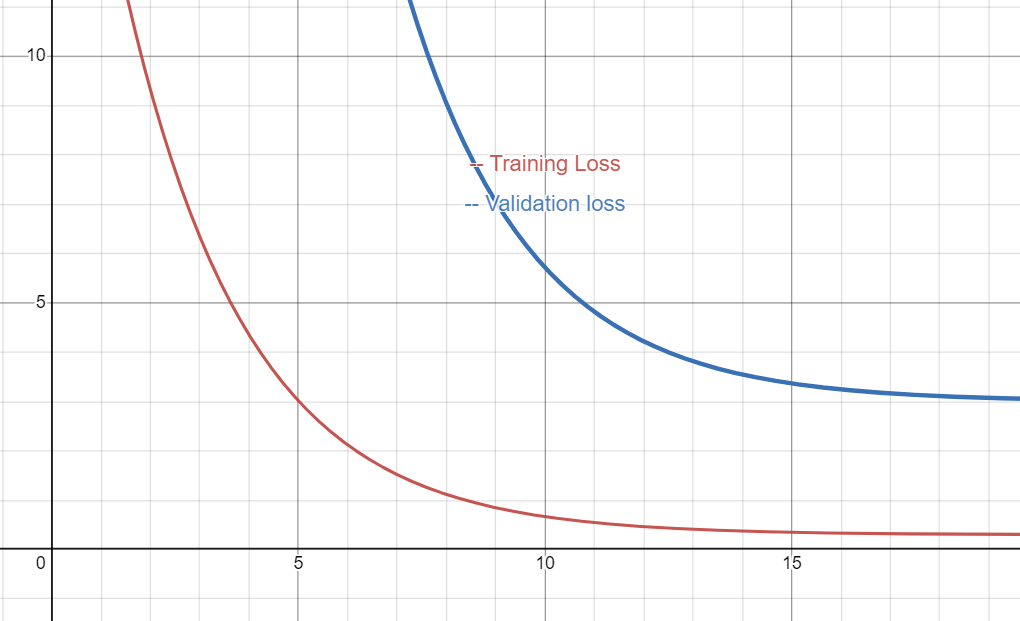 10
-- Training Loss
-- Validation loss
5
0 5 10 15